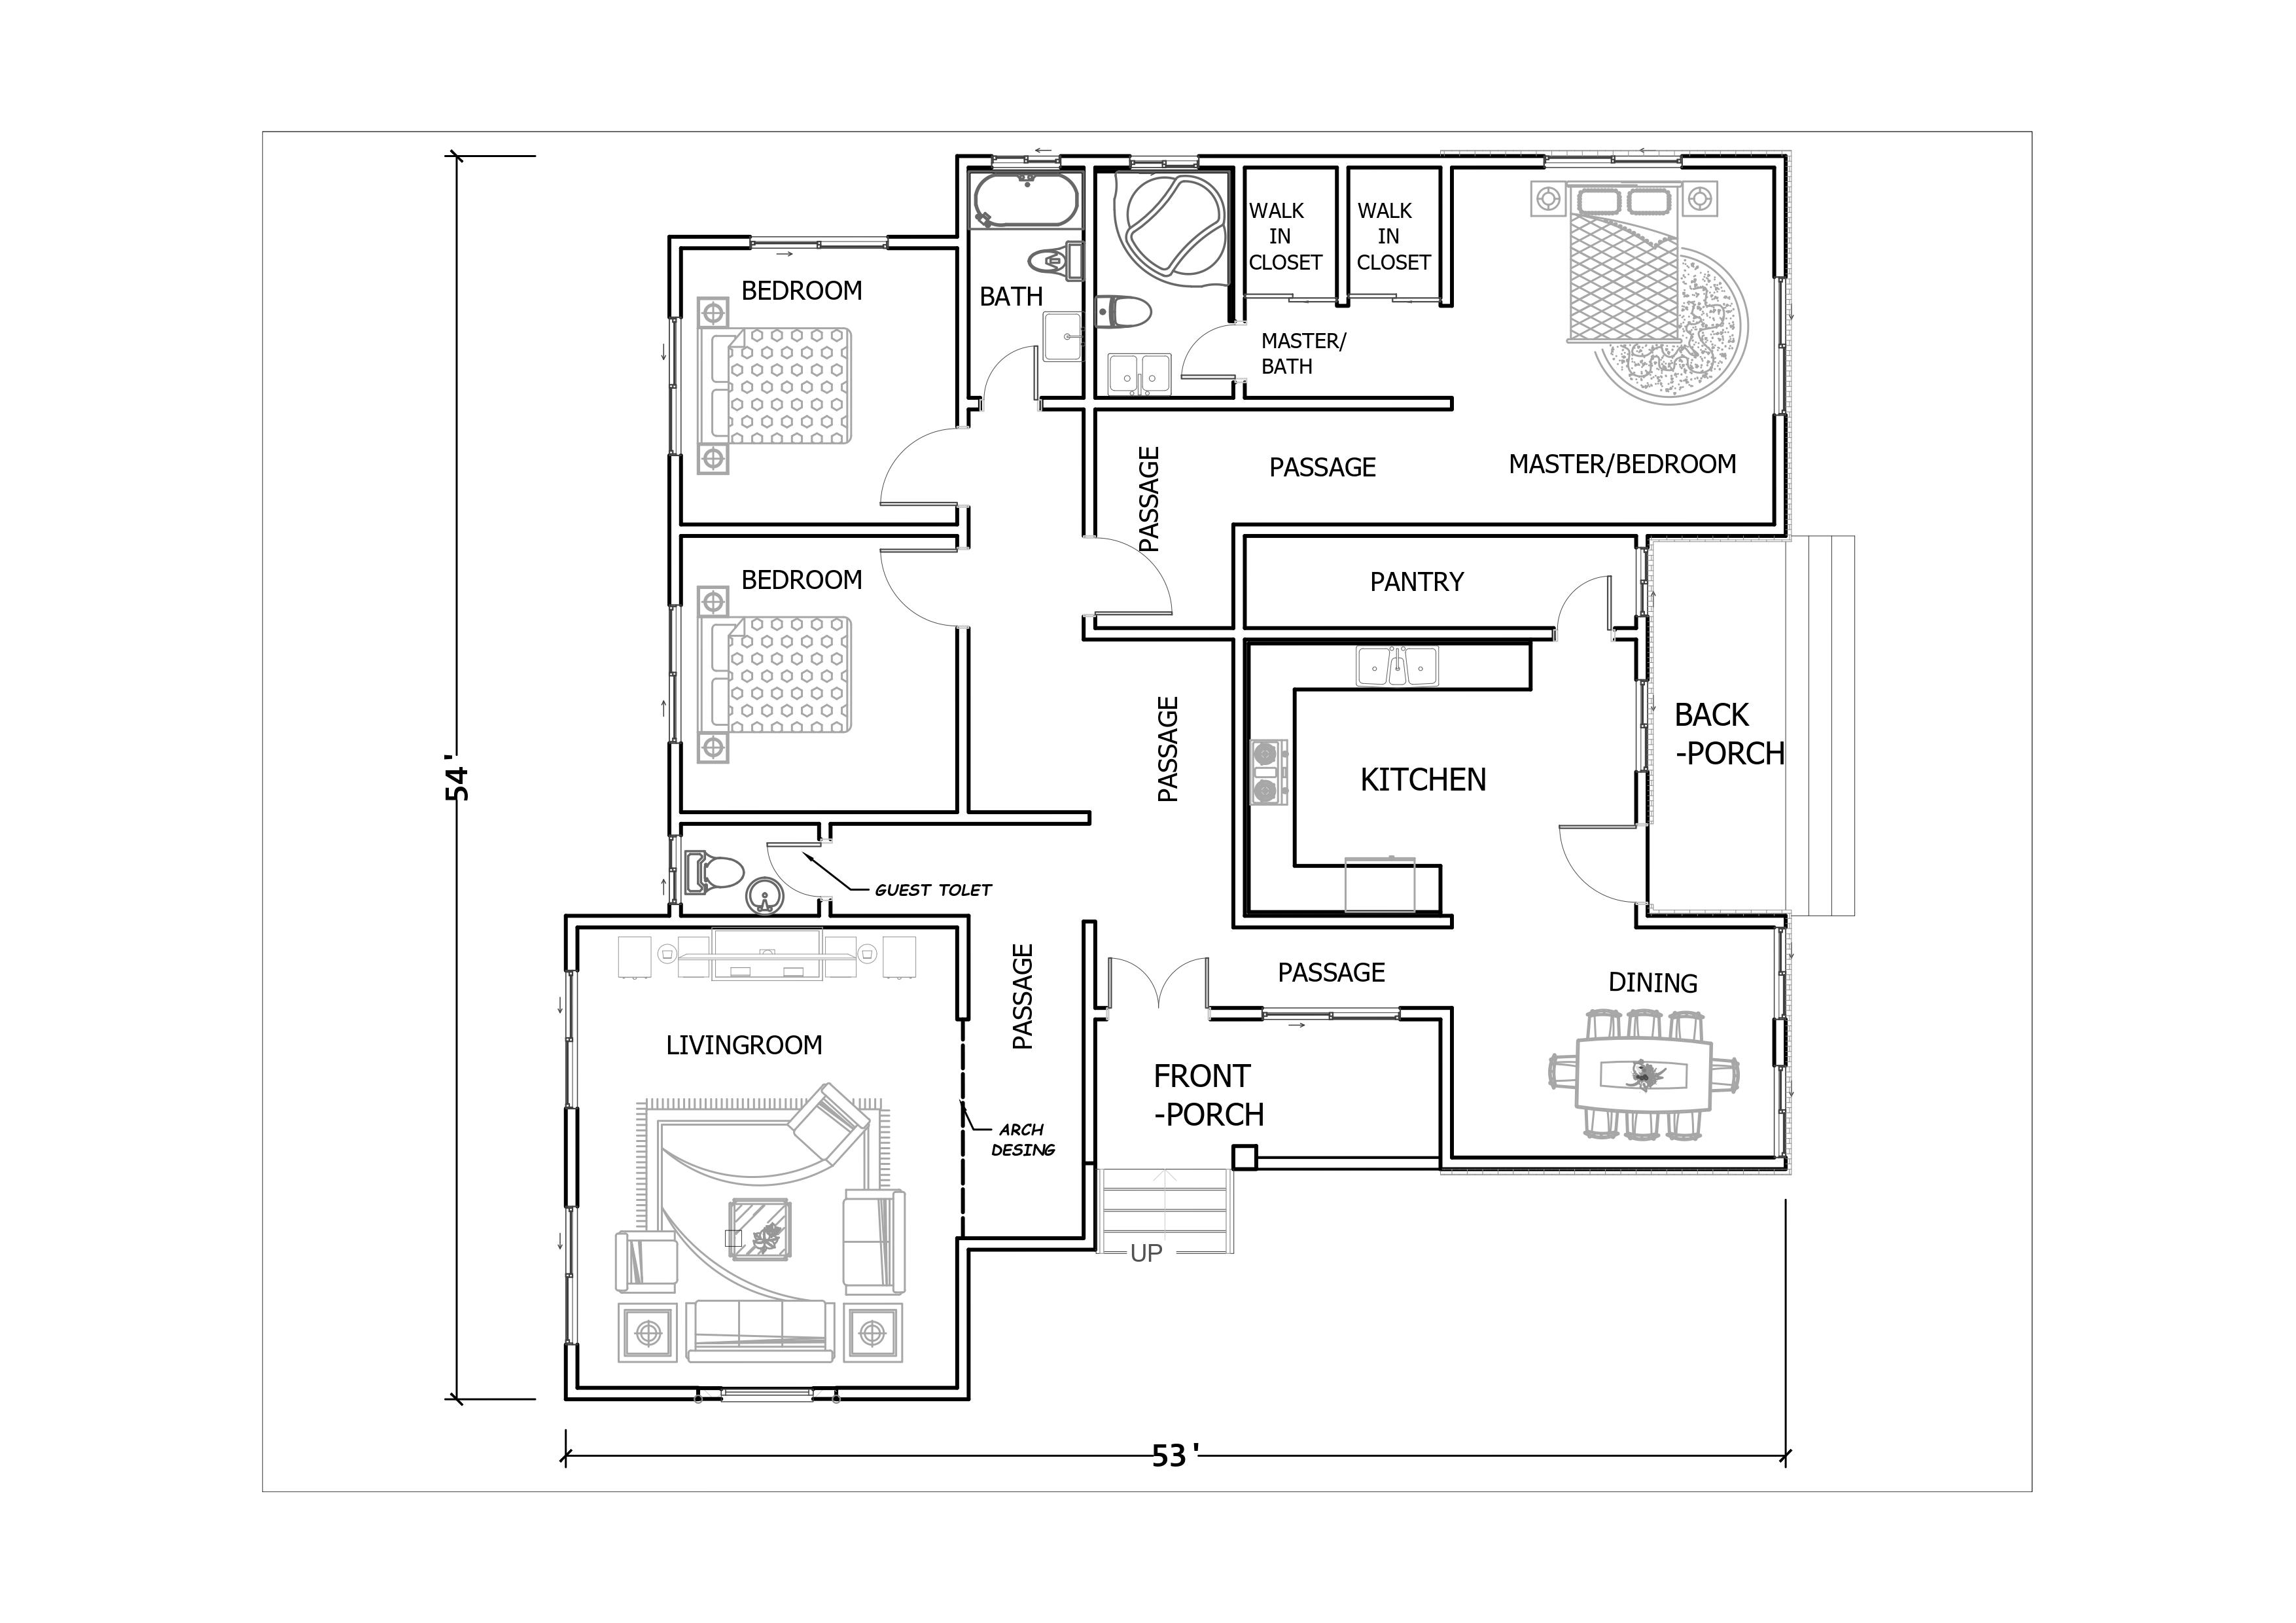 WALK
IN
CLOSET
WALK
IN
CLOSET
BEDROOM
BATH
MASTER/
BATH
PASSAGE
PASSAGE
MASTER/BEDROOM
BEDROOM
PANTRY
BACK
-PORCH
PASSAGE
KITCHEN
54'
GUEST TOLET
PASSAGE
PASSAGE
DINING
LIVINGROOM
FRONT
-PORCH
ARCH
DESING
UP
53'